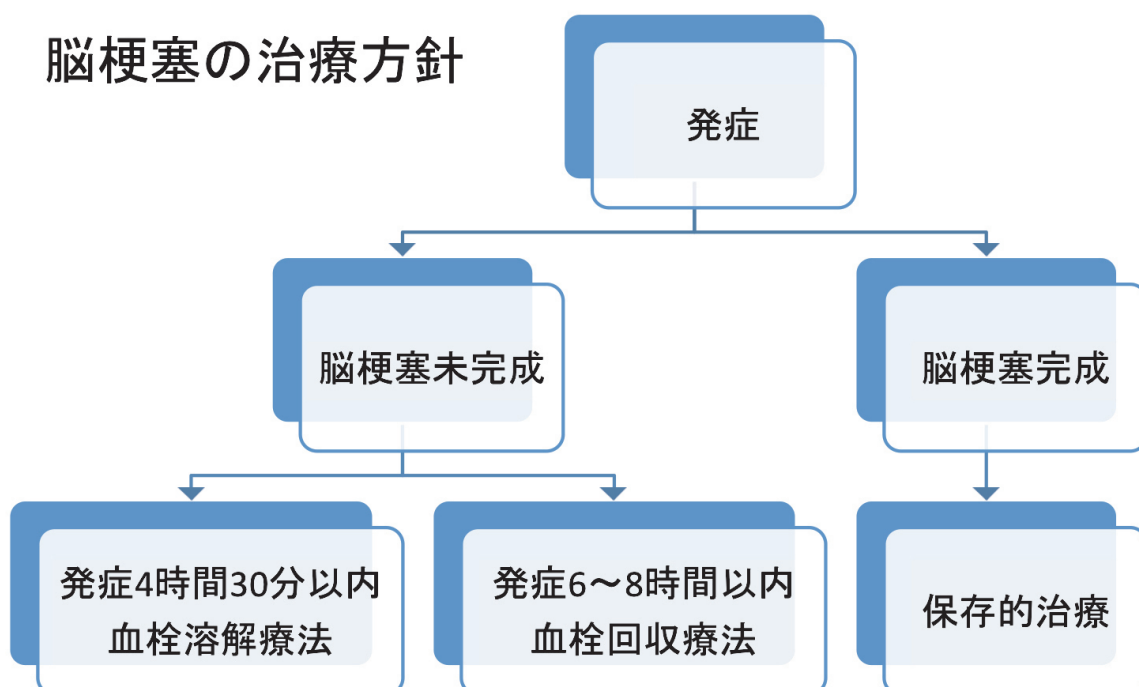 脳梗塞の治療方針
発症
脳梗塞未完成
脳梗塞完成
発症4時間30分以内
血栓溶解療法
発症6～8時間以内
血栓回収療法
保存的治療